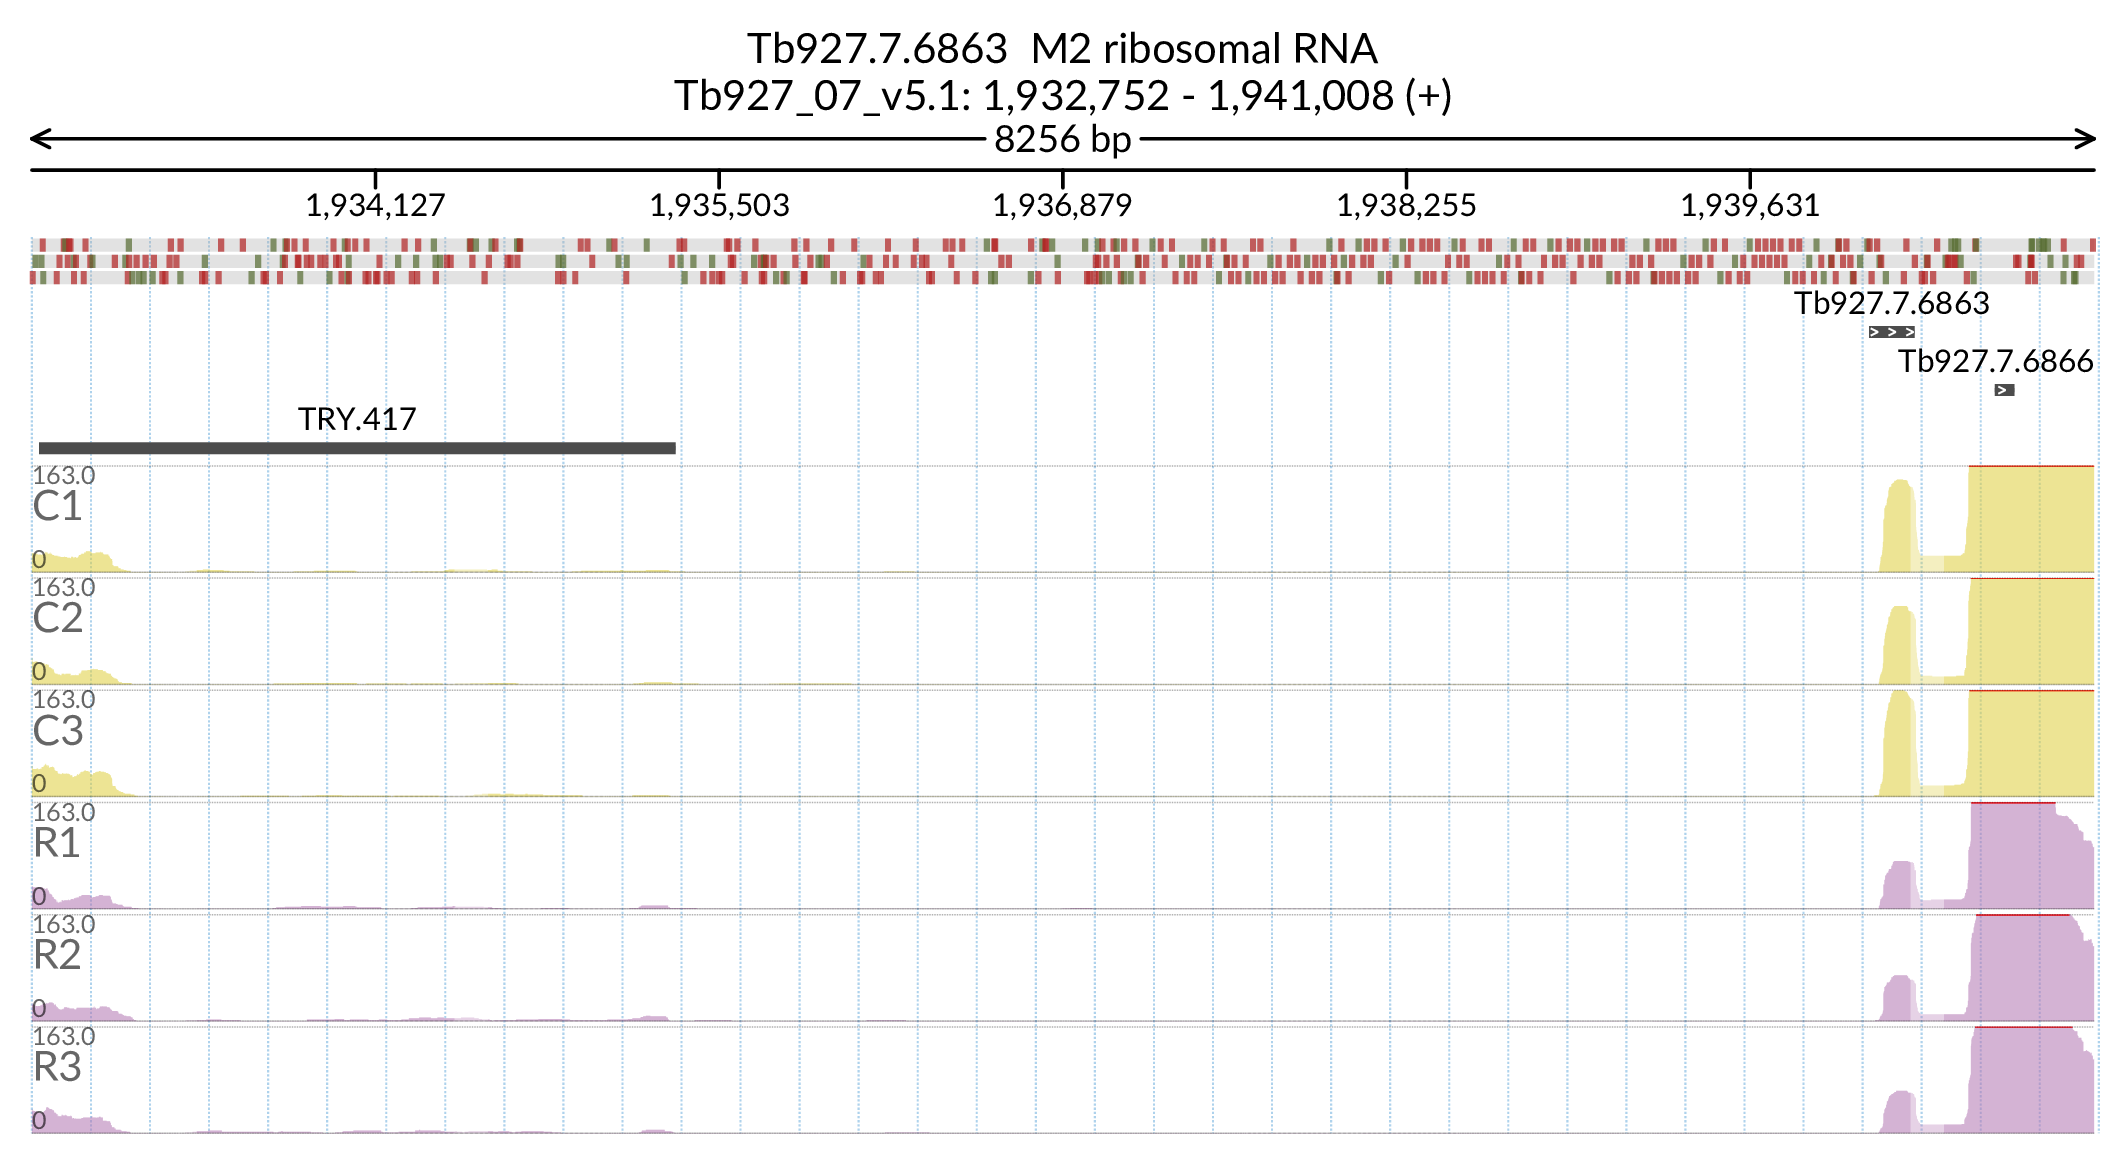 Tb927.7.6863  M2 ribosomal RNA
Tb927_07_v5.1: 1,932,752 - 1,941,008 (+)
8256 bp
1,934,127 1,935,503 1,936,879 1,938,255 1,939,631
Tb927.7.6863
> > >
Tb927.7.6866
>
TRY.417
163.0
C1
0
163.0
C2
0
163.0
C3
0
163.0
R1
0
163.0
R2
0
163.0
R3
0